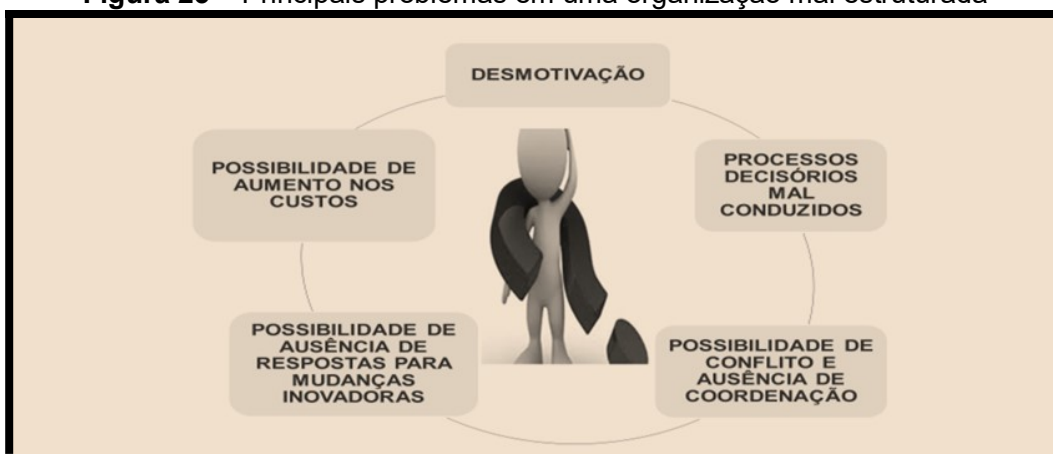 Figura – Principais problemas em uma organização mal estruturada
DESMOTIVAÇÃO
PROCESSOS
DECISÓRIOS
MAL
CONDUZIDOS
POSSIBILIDADE DE
CONFLITO E
AUSÊNCIA DE
COORDENAÇÃO
POSSIBILIDADE DE
AUSÊNCIA DE
RESPOSTAS PARA
MUDANÇAS
INOVADORAS
POSSIBILIDADE DE
AUMENTO NOS
CUSTOS